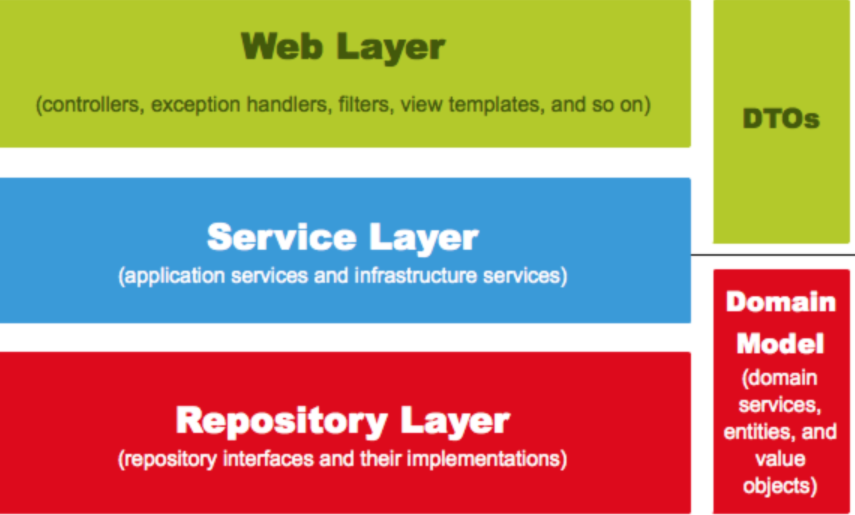 Web Layer
(controllers, exception handlers, filters, view templates, and so on)
DTOs
Service Layer
(application services and infrastructure services)
Repository Layer
(repository interfaces and their implementations)
Domain
Model
(domain
services,
entities, and
value
objects)